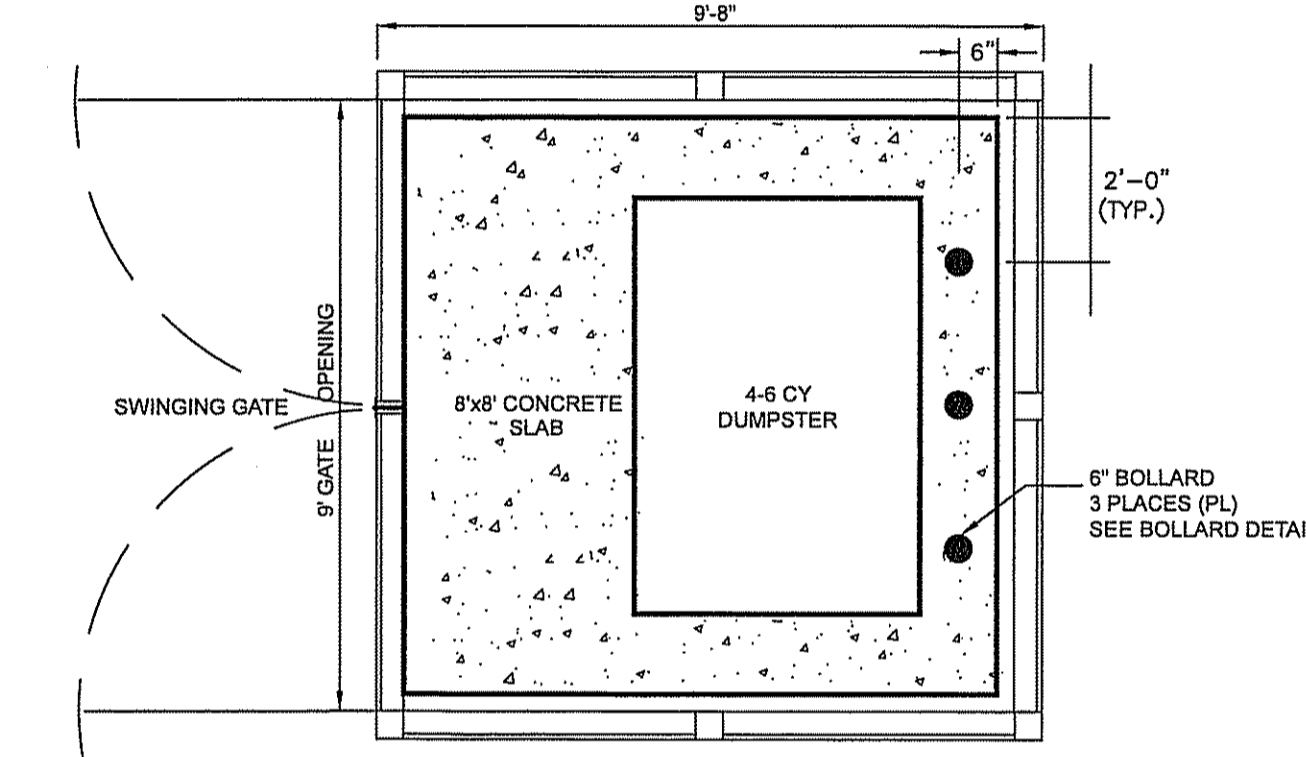 9'-8"
6"
2'-0"
(TYP.)
SWINGING GATE
9' GATE OPENING
8'x8' CONCRETE
SLAB
4-6 CY
DUMPSTER
6" BOLLARD
3 PLACES (PL)
SEE BOLLARD DETAI